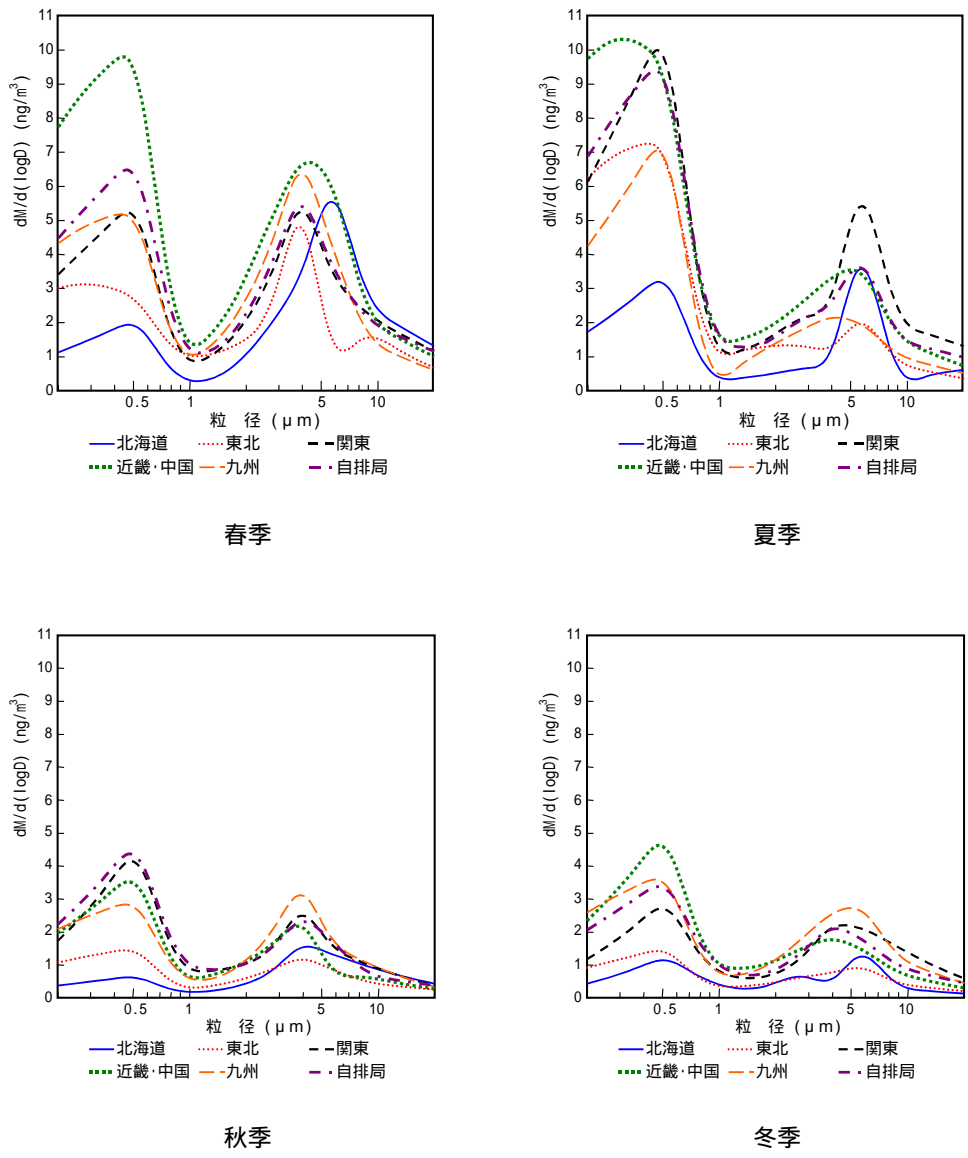 dM/d(logD) (ng/m³)
11
10
9
8
7
6
5
4
3
2
1
0
0.5 1 5 10
粒 径 (μm)
北海道 東北 関東
近畿・中国 九州 自排局
春季
dM/d(logD) (ng/m³)
11
10
9
8
7
6
5
4
3
2
1
0
0.5 1 5 10
粒 径 (μm)
北海道 東北 関東
近畿・中国 九州 自排局
夏季
dM/d(logD) (ng/m³)
11
10
9
8
7
6
5
4
3
2
1
0
0.5 1 5 10
粒 径 (μm)
北海道 東北 関東
近畿・中国 九州 自排局
秋季
dM/d(logD) (ng/m³)
11
10
9
8
7
6
5
4
3
2
1
0
0.5 1 5 10
粒 径 (μm)
北海道 東北 関東
近畿・中国 九州 自排局
冬季